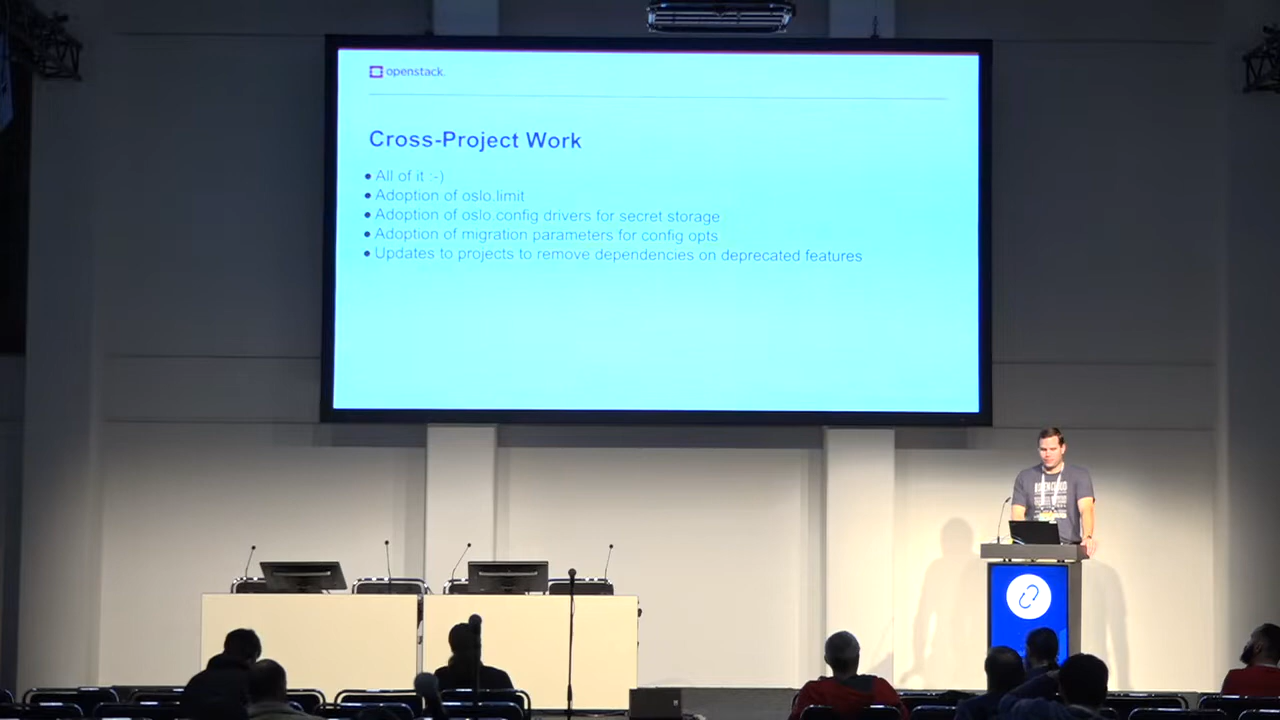 openstack.
Cross-Project Work
• All of it :-)
• Adoption of oslo.limit
• Adoption of oslo.config drivers for secret storage
• Adoption of migration parameters for config opts
• Updates to projects to remove dependencies on deprecated features